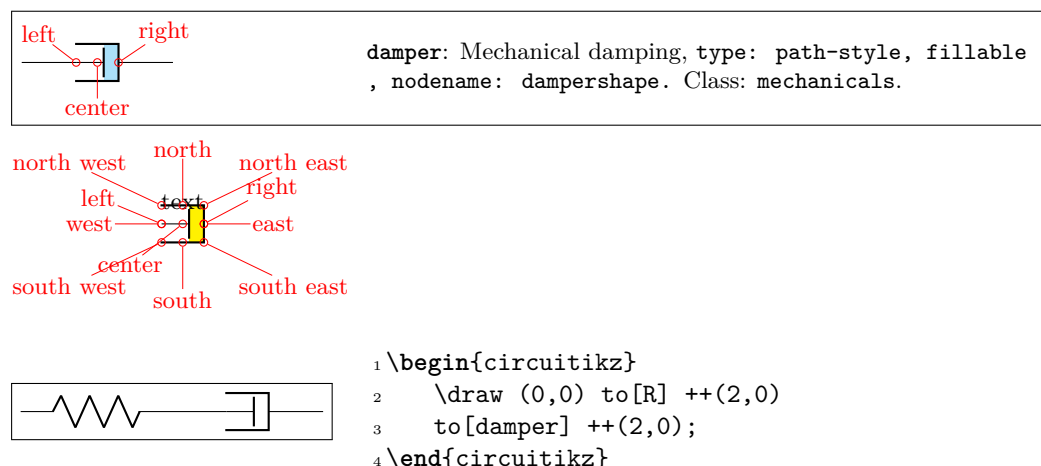 left right
center
damper: Mechanical damping, type: path-style, fillable
, nodename: dampershape. Class: mechanicals.
north west north north east
left text right
west east
center
south west south south east
1 \begin{circuitikz}
2 \draw (0,0) to[R] ++(2,0)
3 to[damper] ++(2,0);
4 \end{circuitikz}